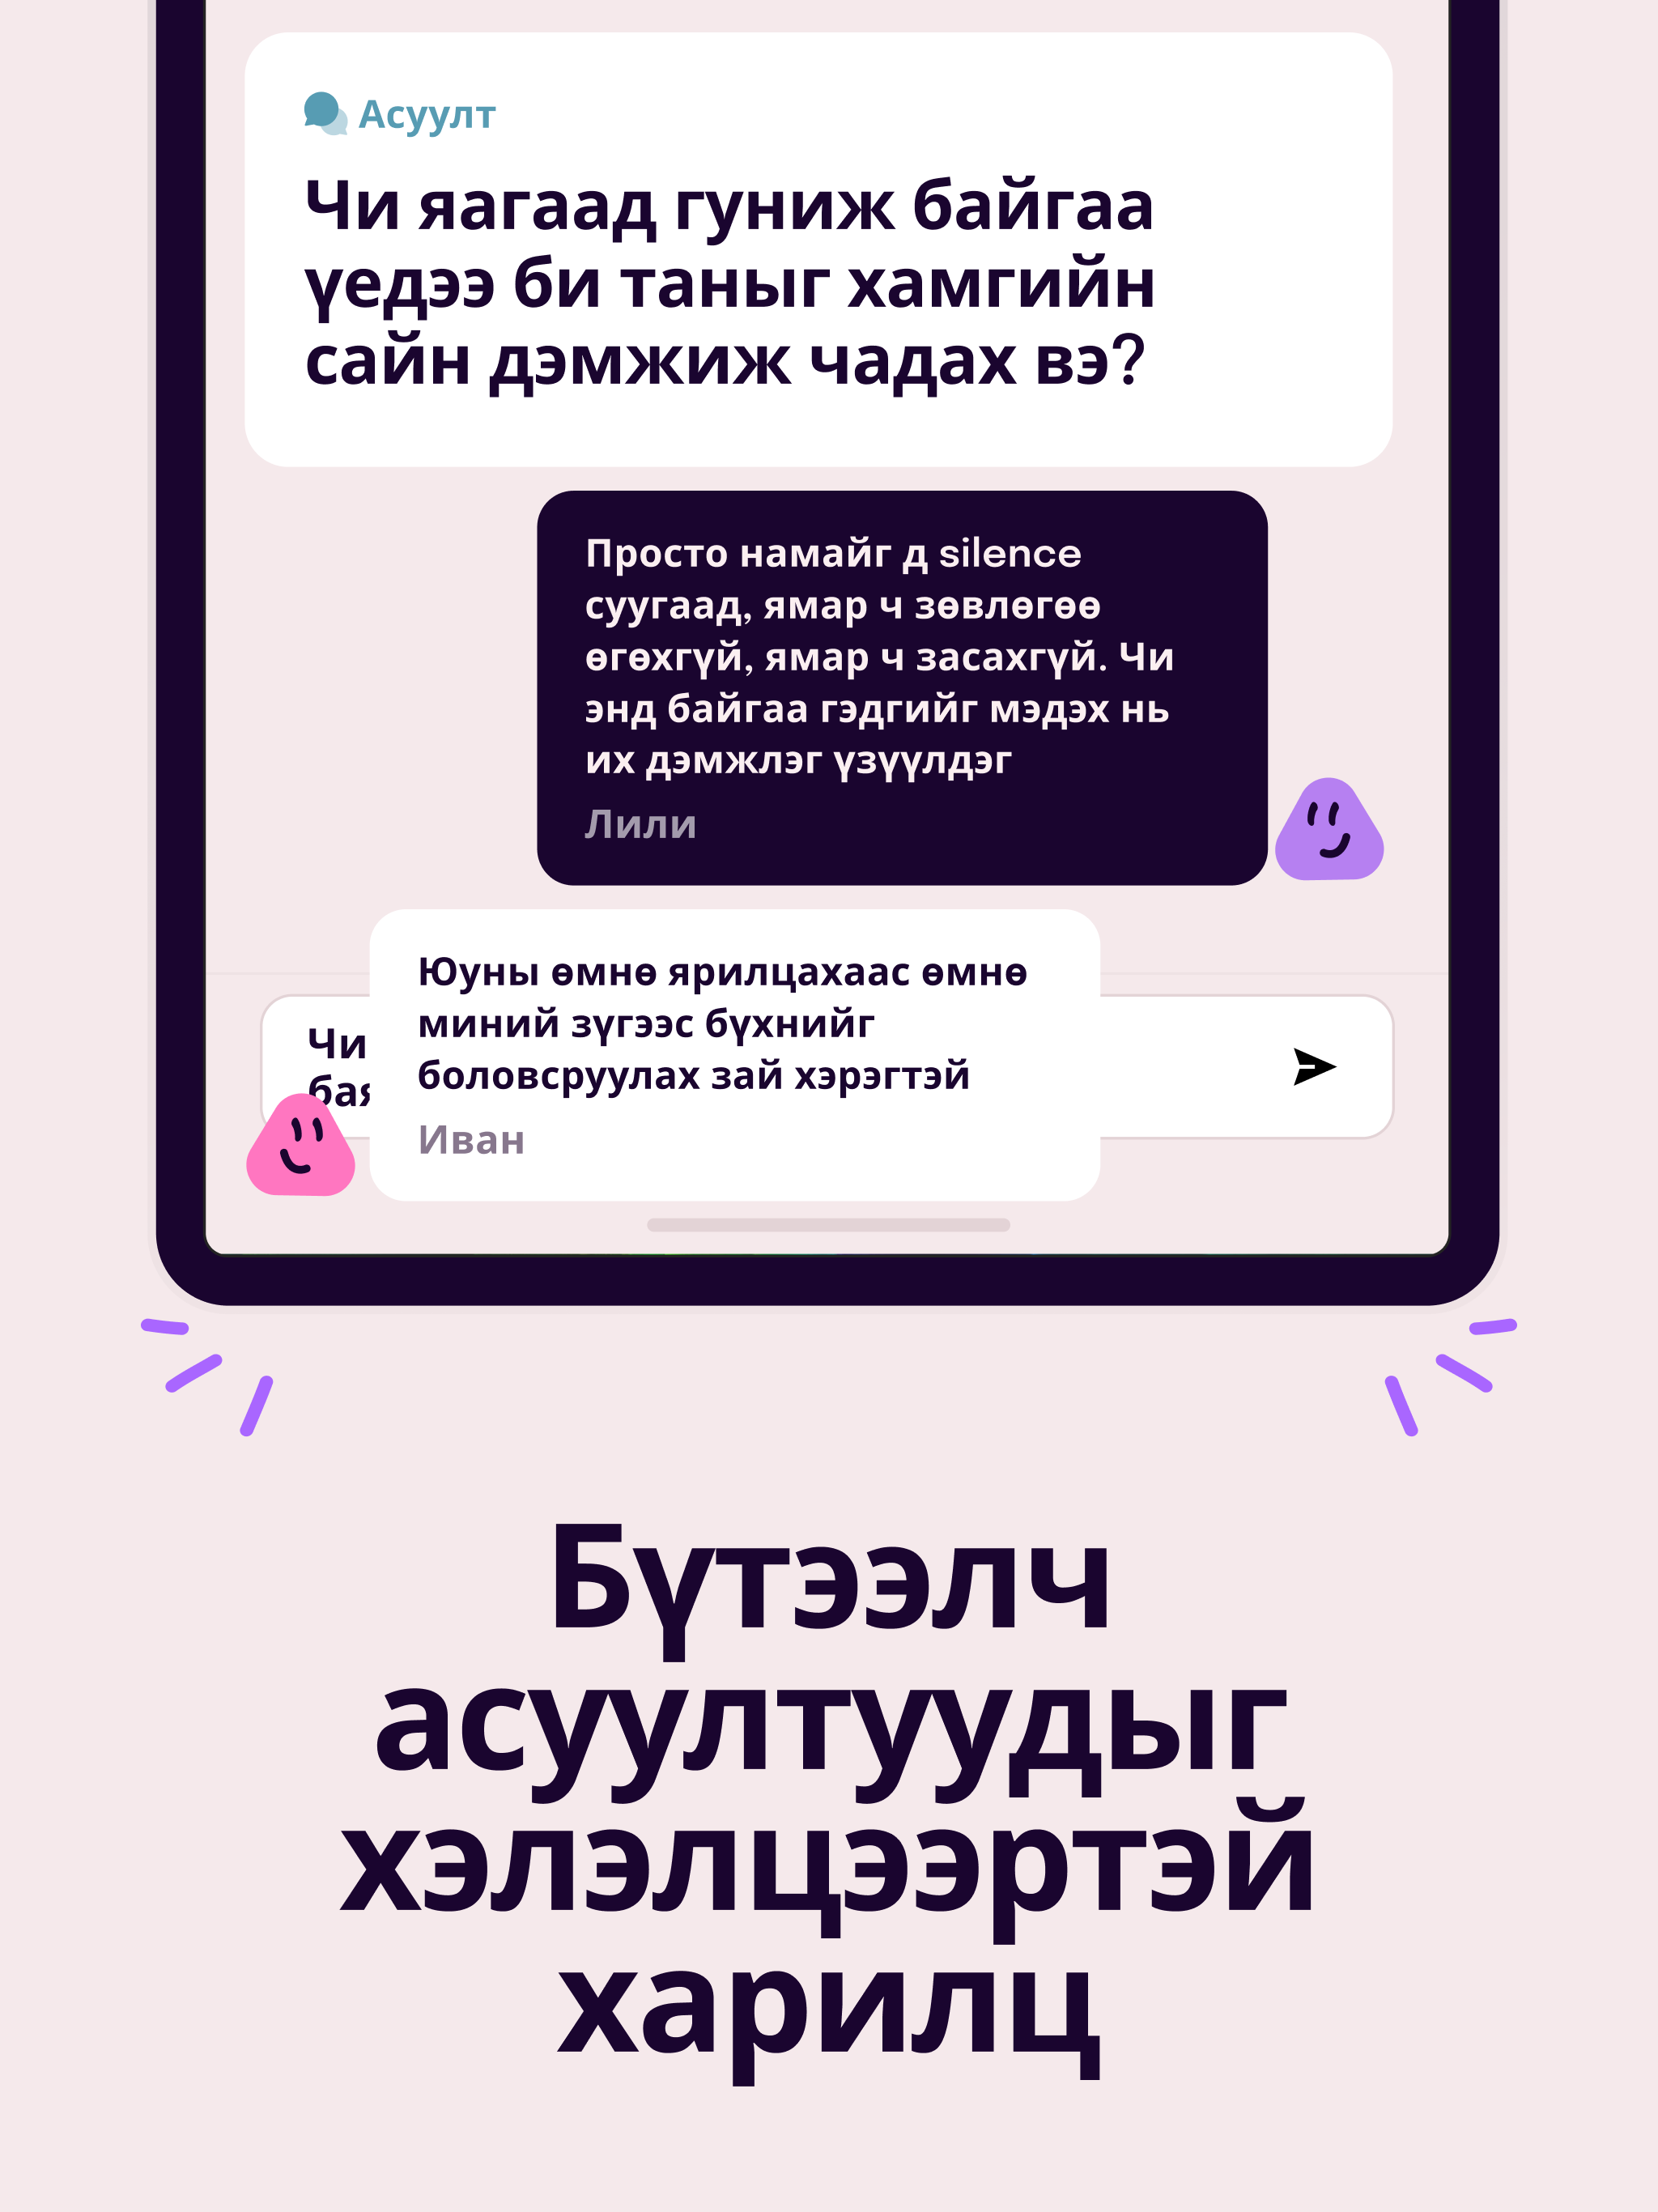 Асуулт
Чи яагаад гуниж байгаа
үедээ би таныг хамгийн
сайн дэмжиж чадах вэ?
Просто намайг д silence
суугаад, ямар ч зөвлөгөө
өгөхгүй, ямар ч засахгүй. Чи
энд байгаа гэдгийг мэдэх нь
их дэмжлэг үзүүлдэг
Лили
Юуны өмнө ярилцахаас өмнө
миний зүгээс бүхнийг
боловсруулах зай хэрэгтэй
Иван
Чи
Бүтээлч
асуултуудыг
хэлэлцээртэй
харилц